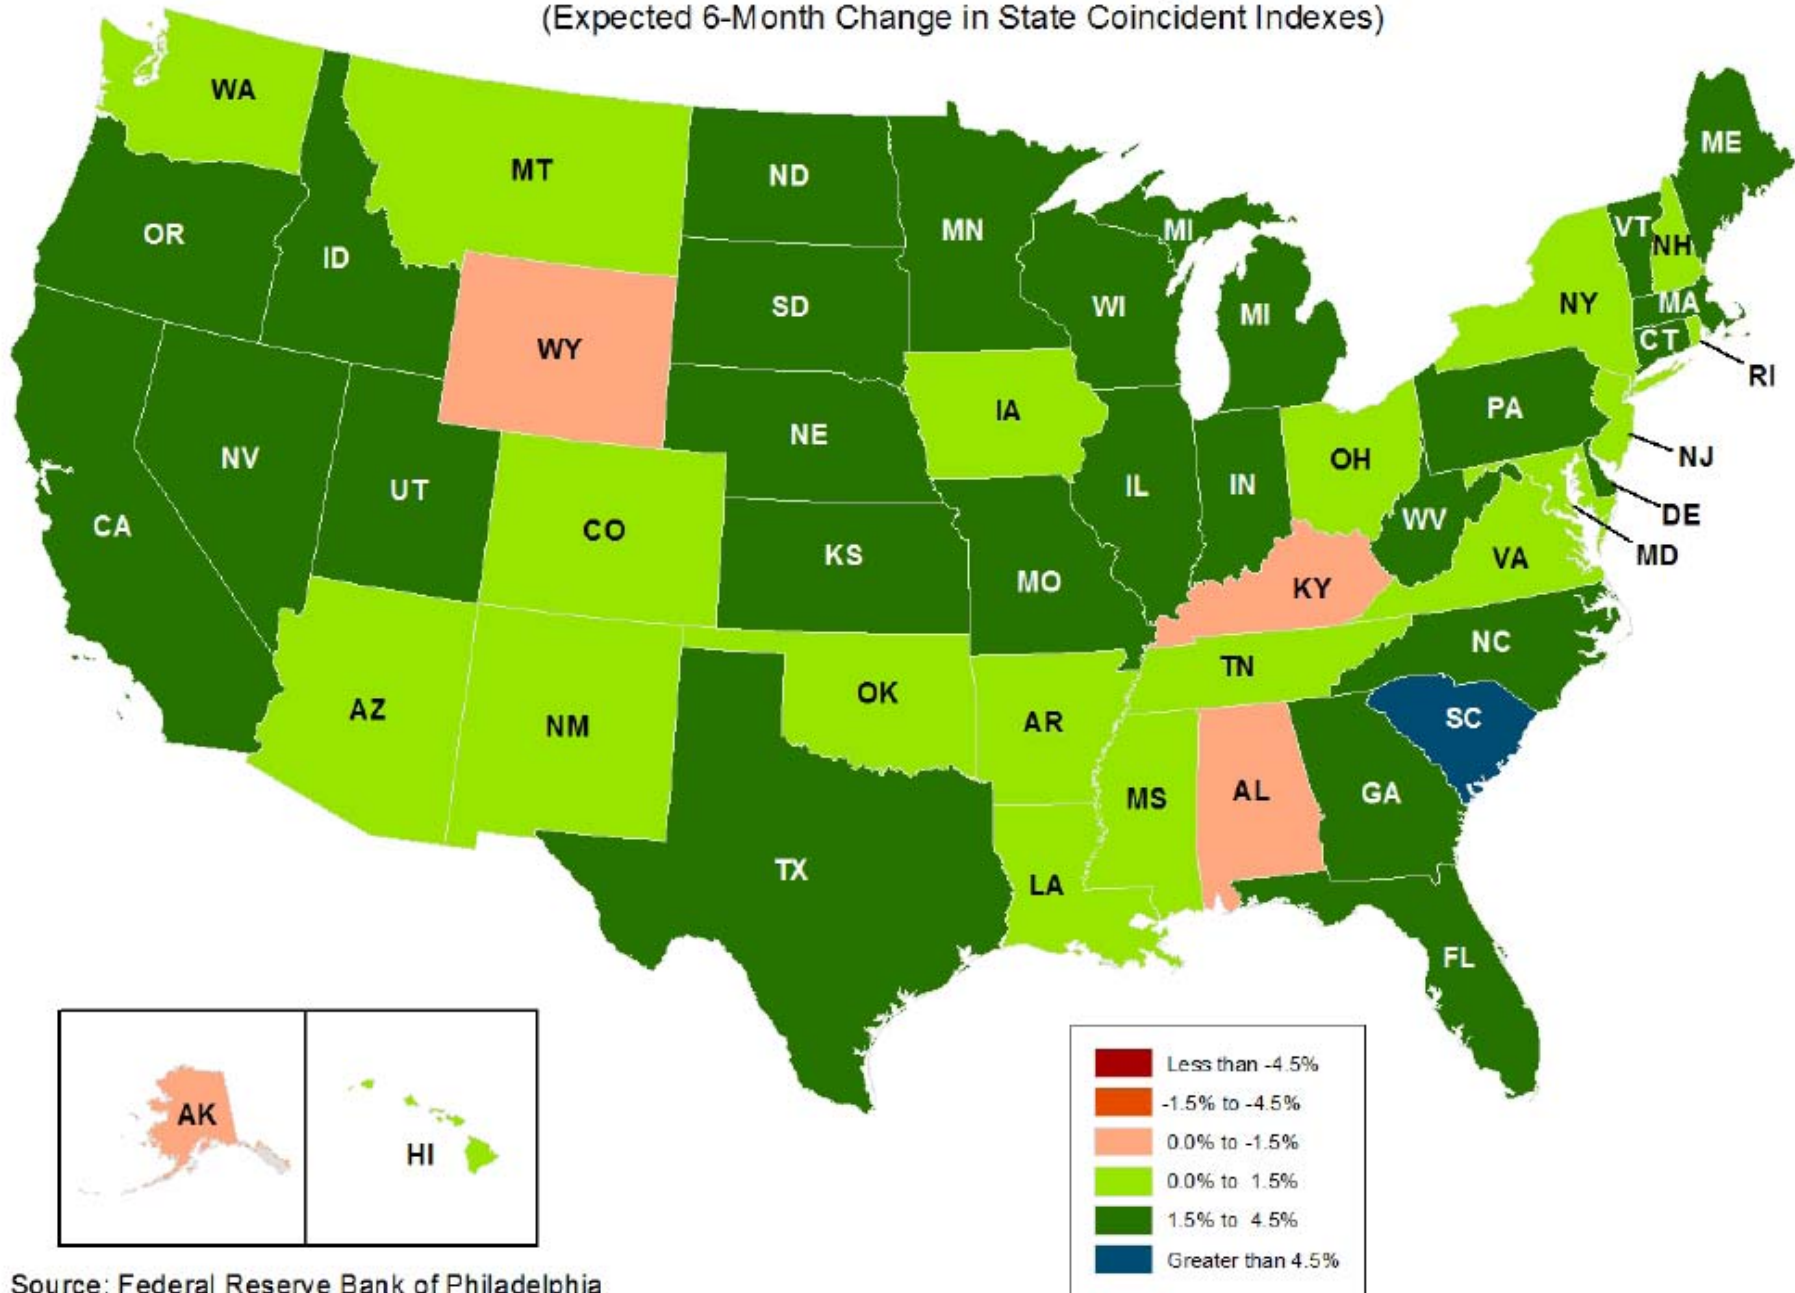 (Expected 6-Month Change in State Coincident Indexes)
WA
MT
ND
MN
ME
OR
ID
MI
VT
NH
WY
SD
WI
MI
NY
MA
CT
RI
IA
PA
NE
NV
UT
OH
NJ
IL
IN
CA
CO
WV
DE
KS
VA
MD
MO
KY
NC
TN
AZ
NM
OK
AR
SC
MS
AL
GA
TX
LA
FL
AK
HI
Less than -4.5%
-1.5% to -4.5%
0.0% to -1.5%
0.0% to 1.5%
1.5% to 4.5%
Greater than 4.5%
Source: Federal Reserve Bank of Philadelphia